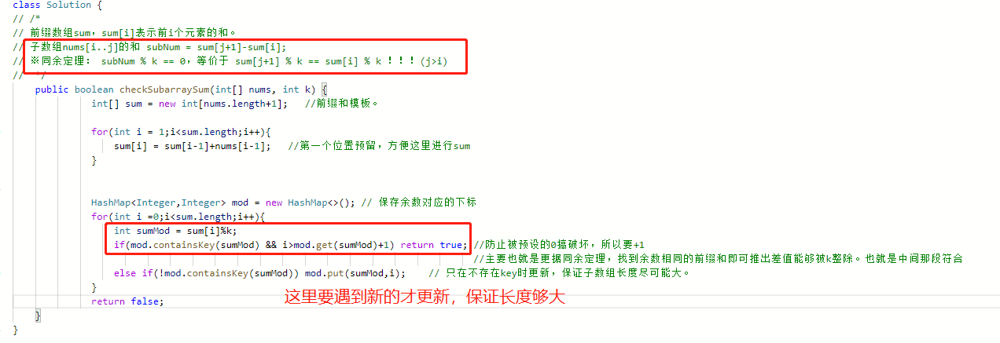 class Solution {
// /*
// 前缀数组sum，sum[i]表示前i个元素的和。
// 子数组nums[i..j]的和 subNum = sum[j+1]-sum[i];
// ※同余定理： subNum % k == 0，等价于 sum[j+1] % k == sum[i] % k ！！！(j>i)
// */
public boolean checkSubarraySum(int[] nums, int k) {
int[] sum = new int[nums.length+1]; //前缀和模板。
for(int i = 1;i<sum.length;i++){
sum[i] = sum[i-1]+nums[i-1]; //第一个位置预留，方便这里进行sum
}
HashMap<Integer,Integer> mod = new HashMap<>(); // 保存余数对应的下标
for(int i =0;i<sum.length;i++){
int sumMod = sum[i]%k;
if(mod.containsKey(sumMod) && i>mod.get(sumMod)+1) return true; //防止被预设的0搞破坏，所以要+1
//主要也就是更据同余定理，找到余数相同的前缀和即可推出差值能够被k整除。也就是中间那段符合
else if(!mod.containsKey(sumMod)) mod.put(sumMod,i); // 只在不存在key时更新，保证子数组长度尽可能大。
}
return false;
这里要遇到新的才更新，保证长度够大
}
}